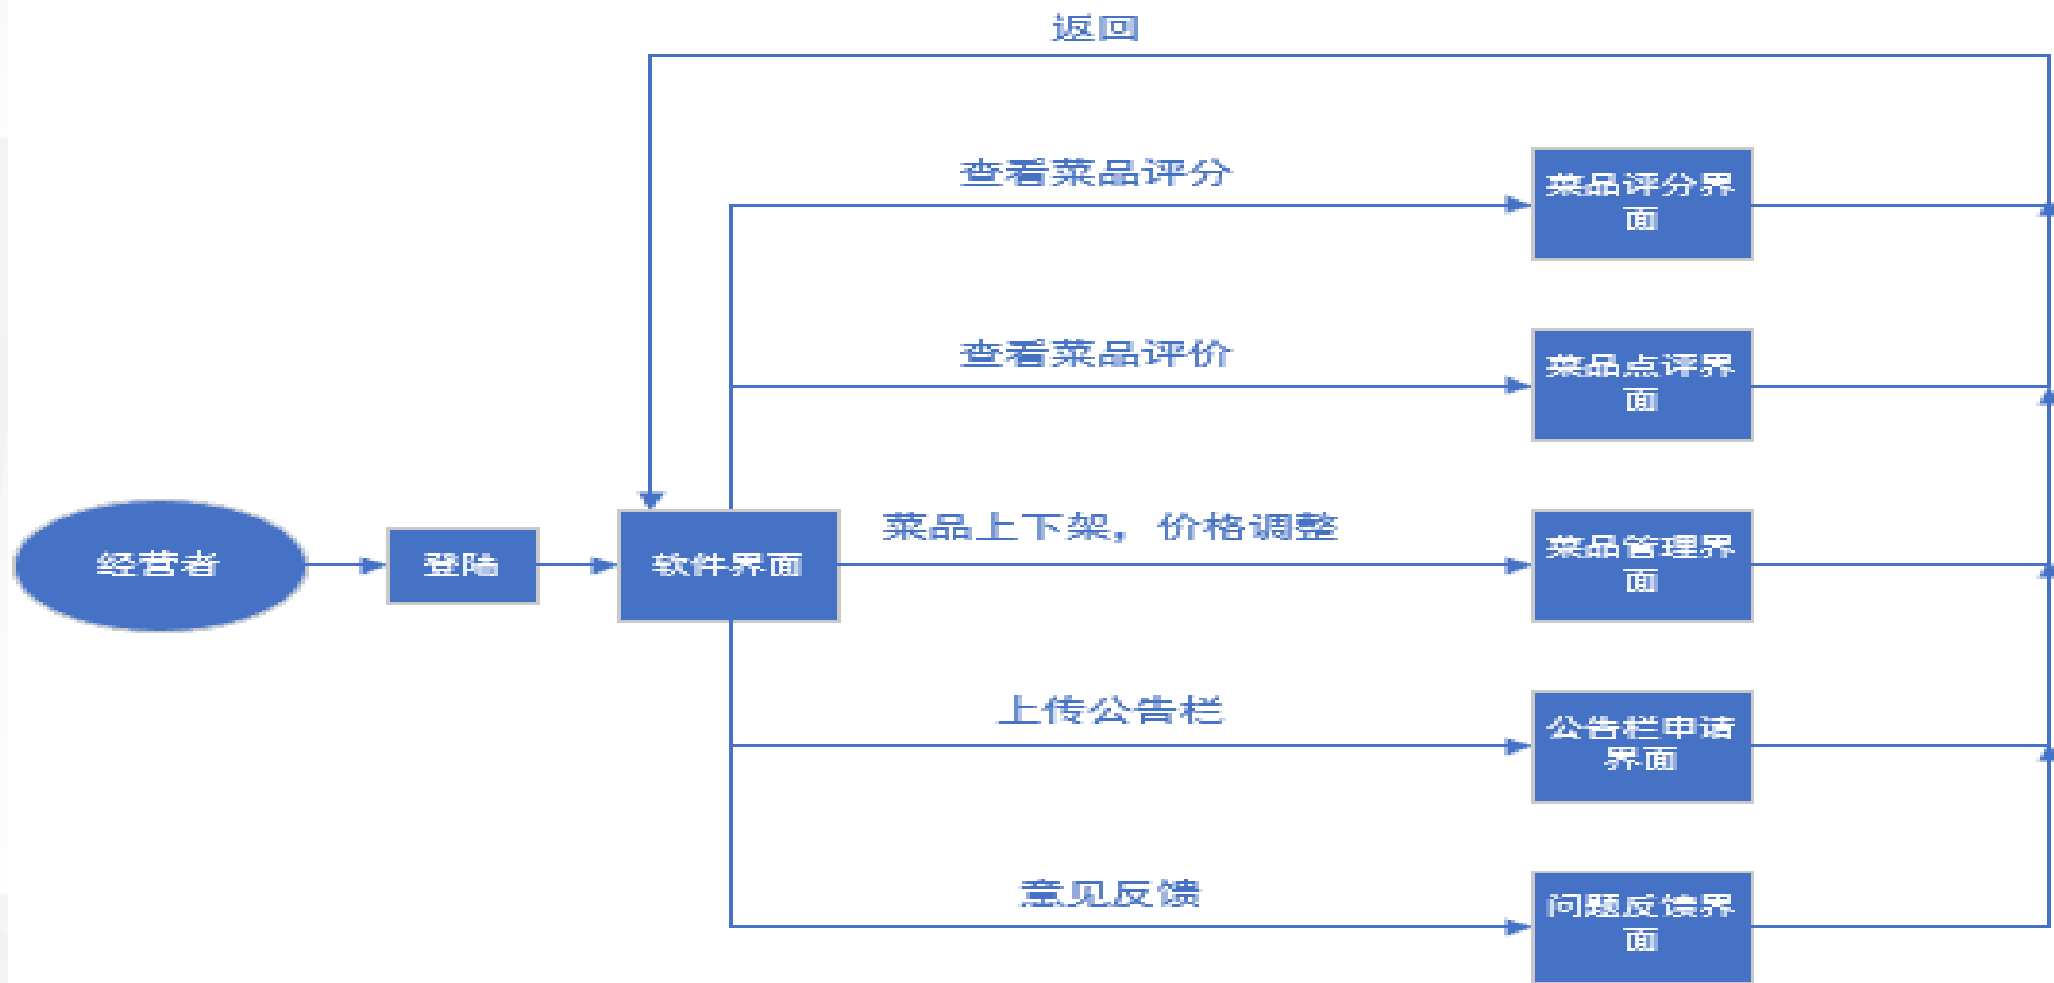 返回
查看菜品评分
菜品评分界
面
查看菜品评价
菜品点评界
面
经营者
登陆
软件界面
菜品上下架，价格调整
菜品管理界
面
上传公告栏
公告栏申请
界面
意见反馈
问题反馈界
面